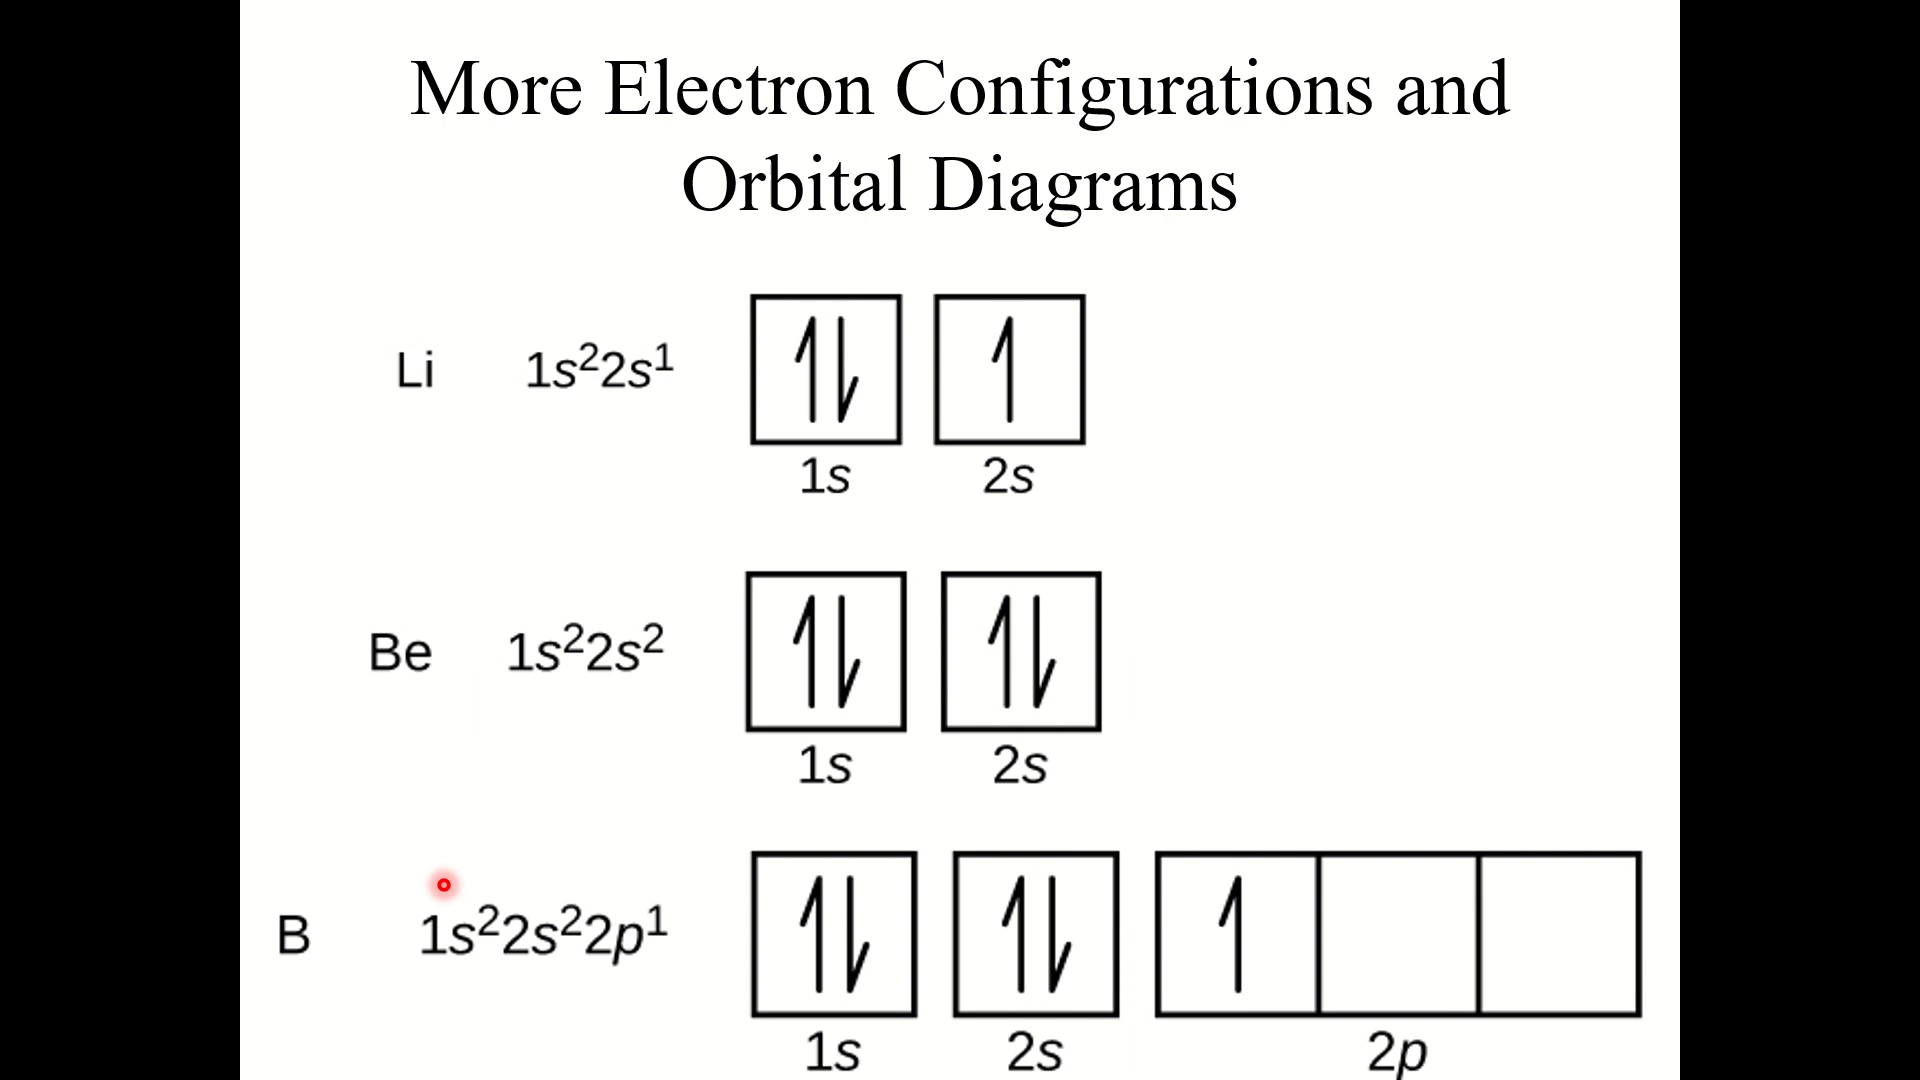 More Electron Configurations and
Orbital Diagrams
Li 1s²2s¹
1s 2s
Be 1s²2s²
1s 2s
B 1s²2s²2p¹
1s 2s 2p